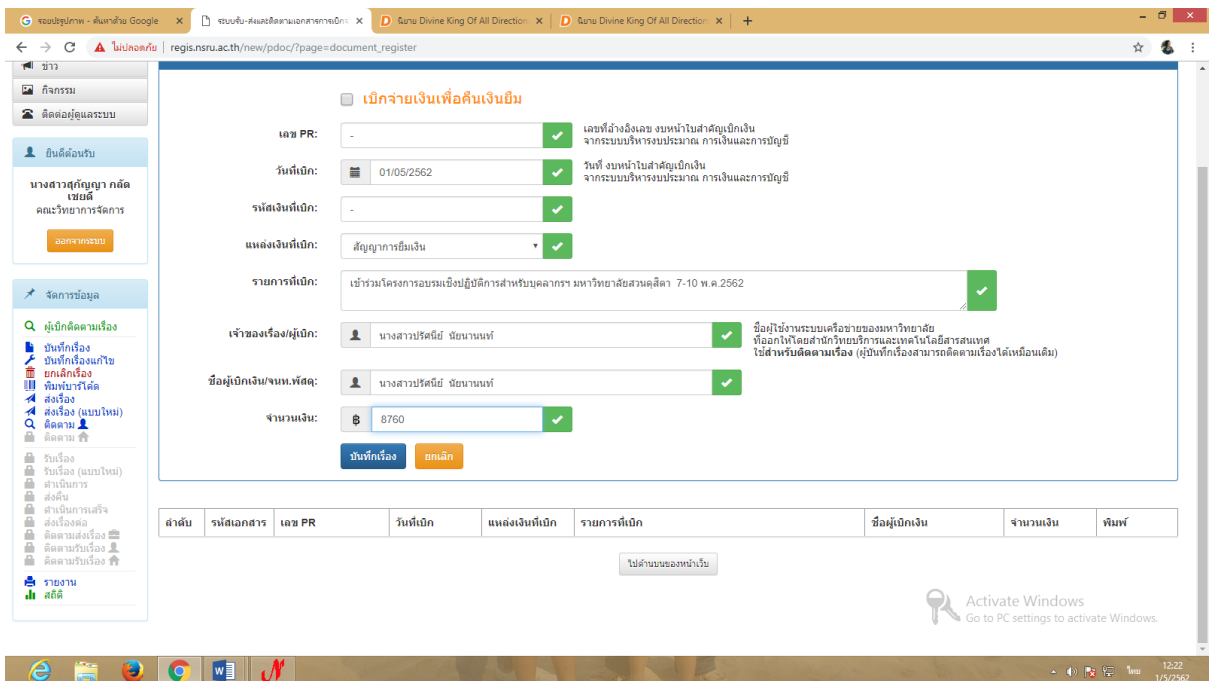 รอบปรฐปภาพ - ค้นหาด้วย Google
ระบบรับ-ส่งและติดตามเอกสารการเบิกจ
นิยาย Divine King Of All Direction
นิยาย Divine King Of All Direction
ไม่ปลอดภัย | regis.nsru.ac.th/new/pdoc/?page=document_register
ข่าว
กิจกรรม
ติดต่อผู้ดูแลระบบ
ยินดีต้อนรับ
นางสาวสุกัญญา กลัด
เชยดี
คณะวิทยาการจัดการ
ออกจากระบบ
จัดการข้อมูล
ผู้เบิกติดตามเรื่อง
บันทึกเรื่อง
บันทึกเรื่องแก้ไข
ยกเลิกเรื่อง
พิมพ์บาร์โค้ด
ส่งเรื่อง
ส่งเรื่อง (แบบใหม่)
ติดตาม
ติดตาม
รับเรื่อง
รับเรื่อง (แบบใหม่)
ดำเนินการ
ส่งคืน
ดำเนินการเสร็จ
ส่งเรื่องต่อ
ติดตามส่งเรื่อง
ติดตามรับเรื่อง
ติดตามรับเรื่อง
รายงาน
สถิติ
เบิกจ่ายเงินเพื่อคืนเงินยืม
เลข PR: -
เลขที่อ้างอิงเลข งบหน้าใบสำคัญเบิกเงิน
จากระบบบริหารงบประมาณ การเงินและการบัญชี
วันที่เบิก: 01/05/2562
วันที่ งบหน้าใบสำคัญเบิกเงิน
จากระบบบริหารงบประมาณ การเงินและการบัญชี
รหัสเงินที่เบิก: -
แหล่งเงินที่เบิก: สัญญาการยืมเงิน
รายการที่เบิก: เข้าร่วมโครงการอบรมเชิงปฏิบัติการสำหรับบุคลากรฯ มหาวิทยาลัยสวนดุสิตา 7-10 พ.ค.2562
เจ้าของเรื่อง/ผู้เบิก: นางสาวปรัศนีย์ นัยนานนท์
ชื่อผู้ใช้งานระบบเครือข่ายของมหาวิทยาลัย
ที่ออกให้โดยสำนักวิทยบริการและเทคโนโลยีสารสนเทศ
ใช้สำหรับติดตามเรื่อง (ผู้บันทึกเรื่องสามารถติดตามเรื่องได้เหมือนเดิม)
ชื่อผู้เบิกเงิน/จนท.พัสดุ: นางสาวปรัศนีย์ นัยนานนท์
จำนวนเงิน: ฿ 8760
บันทึกเรื่อง ยกเลิก
ลำดับ รหัสเอกสาร เลข PR วันที่เบิก แหล่งเงินที่เบิก รายการที่เบิก ชื่อผู้เบิกเงิน จำนวนเงิน พิมพ์
ไปด้านบนของหน้าเว็บ
Activate Windows
Go to PC settings to activate Windows.
ไทย
12:22
1/5/2562